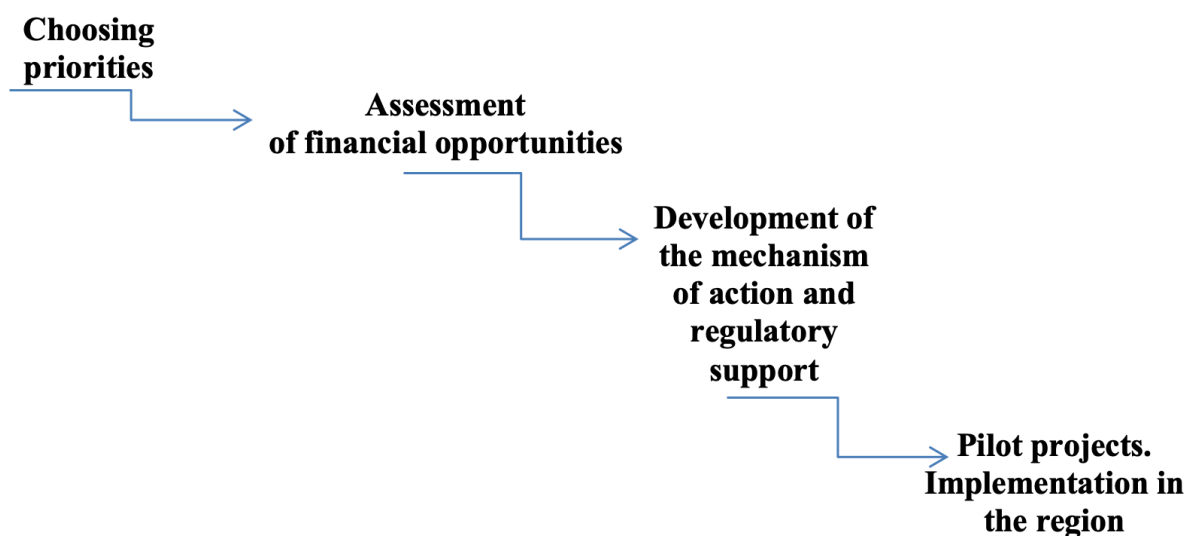 Choosing
priorities
Assessment
of financial opportunities
Development of
the mechanism
of action and
regulatory
support
Pilot projects.
Implementation in
the region